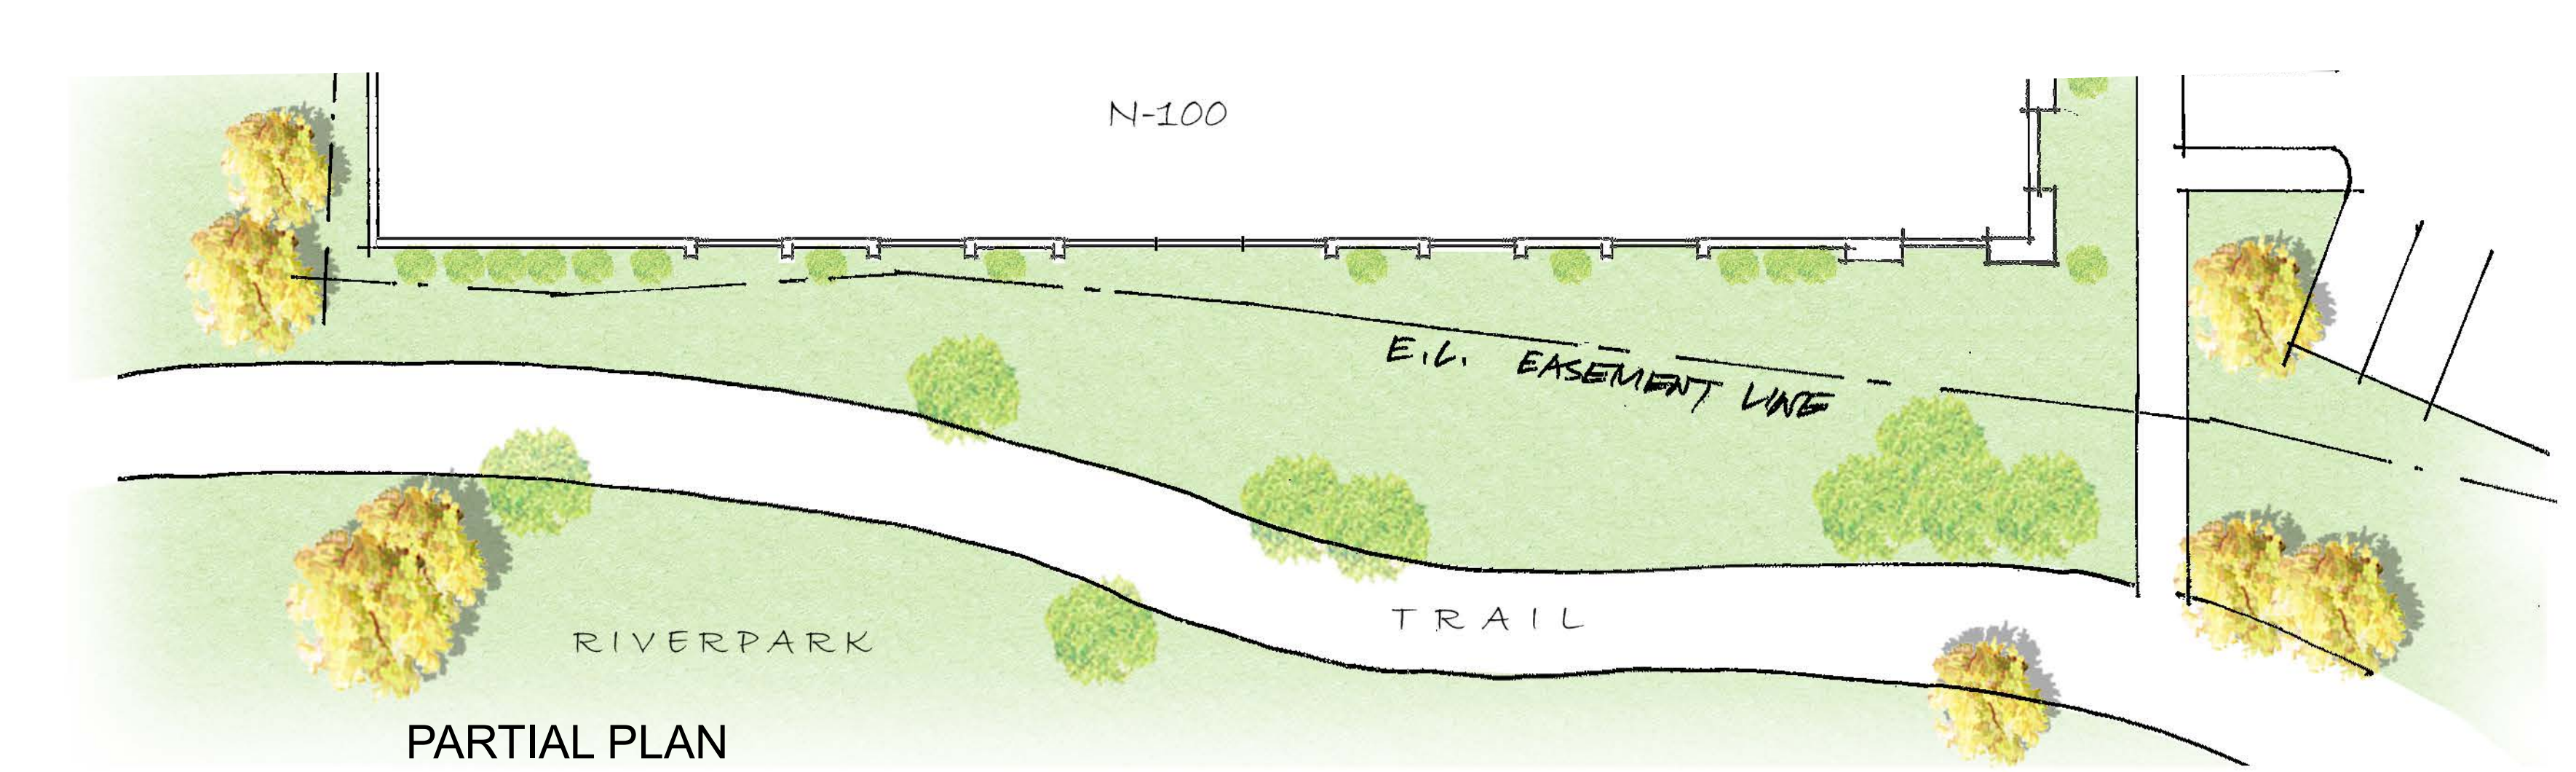 N-100
E.L. EASEMENT LINE
TRAIL
RIVERPARK
PARTIAL PLAN